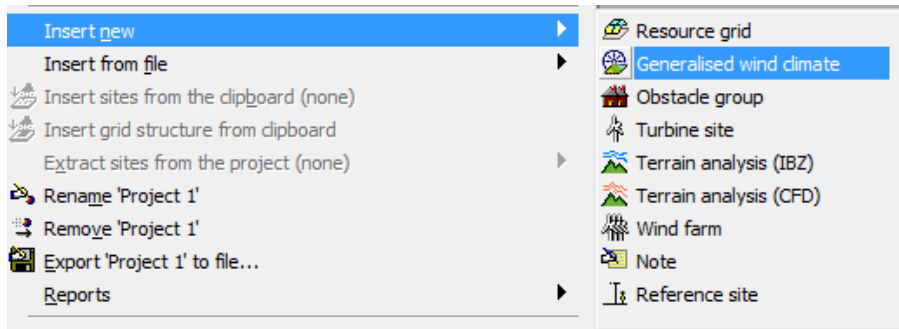 Insert new
Insert from file
Insert sites from the clipboard (none)
Insert grid structure from clipboard
Extract sites from the project (none)
Rename 'Project 1'
Remove 'Project 1'
Export 'Project 1' to file...
Reports
Resource grid
Generalised wind climate
Obstacle group
Turbine site
Terrain analysis (IBZ)
Terrain analysis (CFD)
Wind farm
Note
Reference site